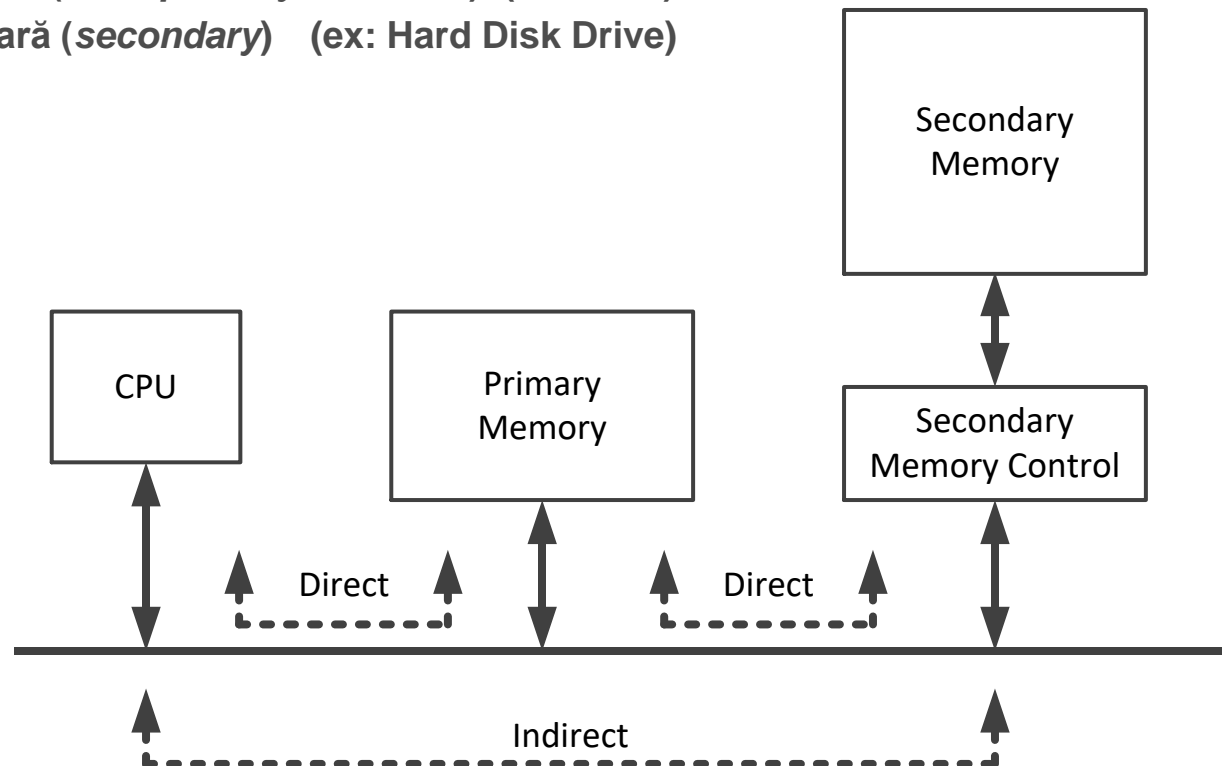 ară (secondary) (ex: Hard Disk Drive)
Secondary
Memory
CPU
Primary
Memory
Secondary
Memory Control
Direct
Direct
Indirect